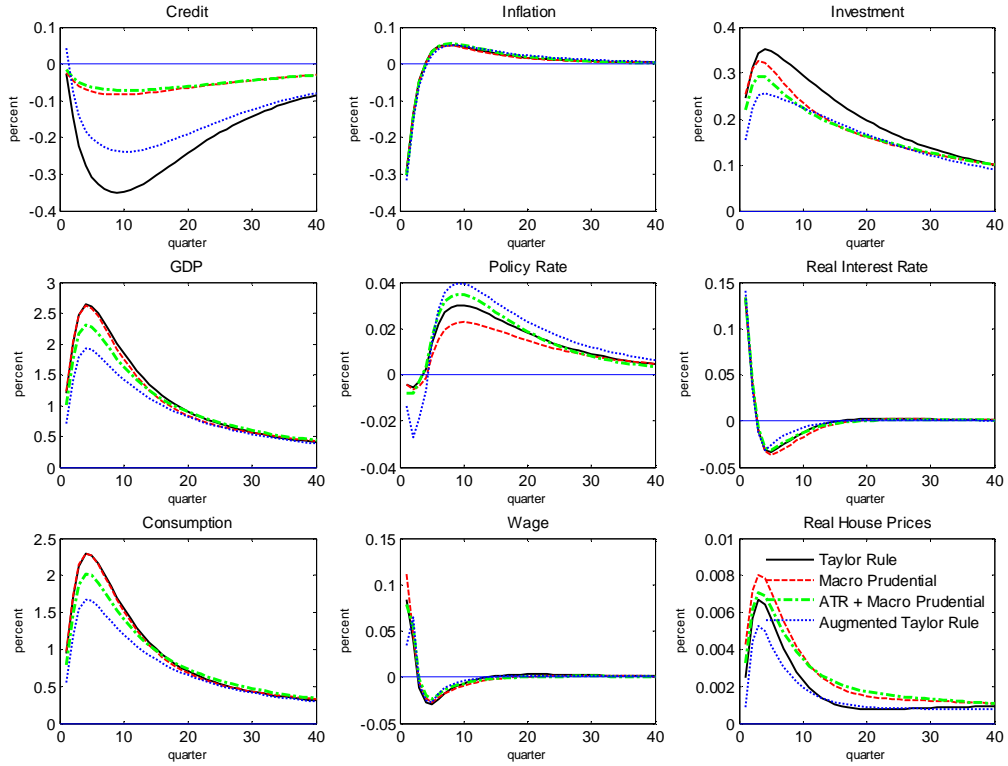 Credit
Inflation
Investment
percent
0.1
0
-0.1
-0.2
-0.3
-0.4
0 10 20 30 40
quarter
percent
0.1
0
-0.1
-0.2
-0.3
-0.4
0 10 20 30 40
quarter
percent
0.4
0.3
0.2
0.1
0
0 10 20 30 40
quarter
GDP
Policy Rate
Real Interest Rate
percent
3
2.5
2
1.5
1
0.5
0
0 10 20 30 40
quarter
percent
0.04
0.02
0
-0.02
-0.04
0 10 20 30 40
quarter
percent
0.15
0.1
0.05
0
-0.05
0 10 20 30 40
quarter
Consumption
Wage
Real House Prices
percent
2.5
2
1.5
1
0.5
0
0 10 20 30 40
quarter
percent
0.15
0.1
0.05
0
-0.05
0 10 20 30 40
quarter
percent
0.01
0.008
0.006
0.004
0.002
0
0 10 20 30 40
quarter
Taylor Rule
Macro Prudential
ATR + Macro Prudential
Augmented Taylor Rule